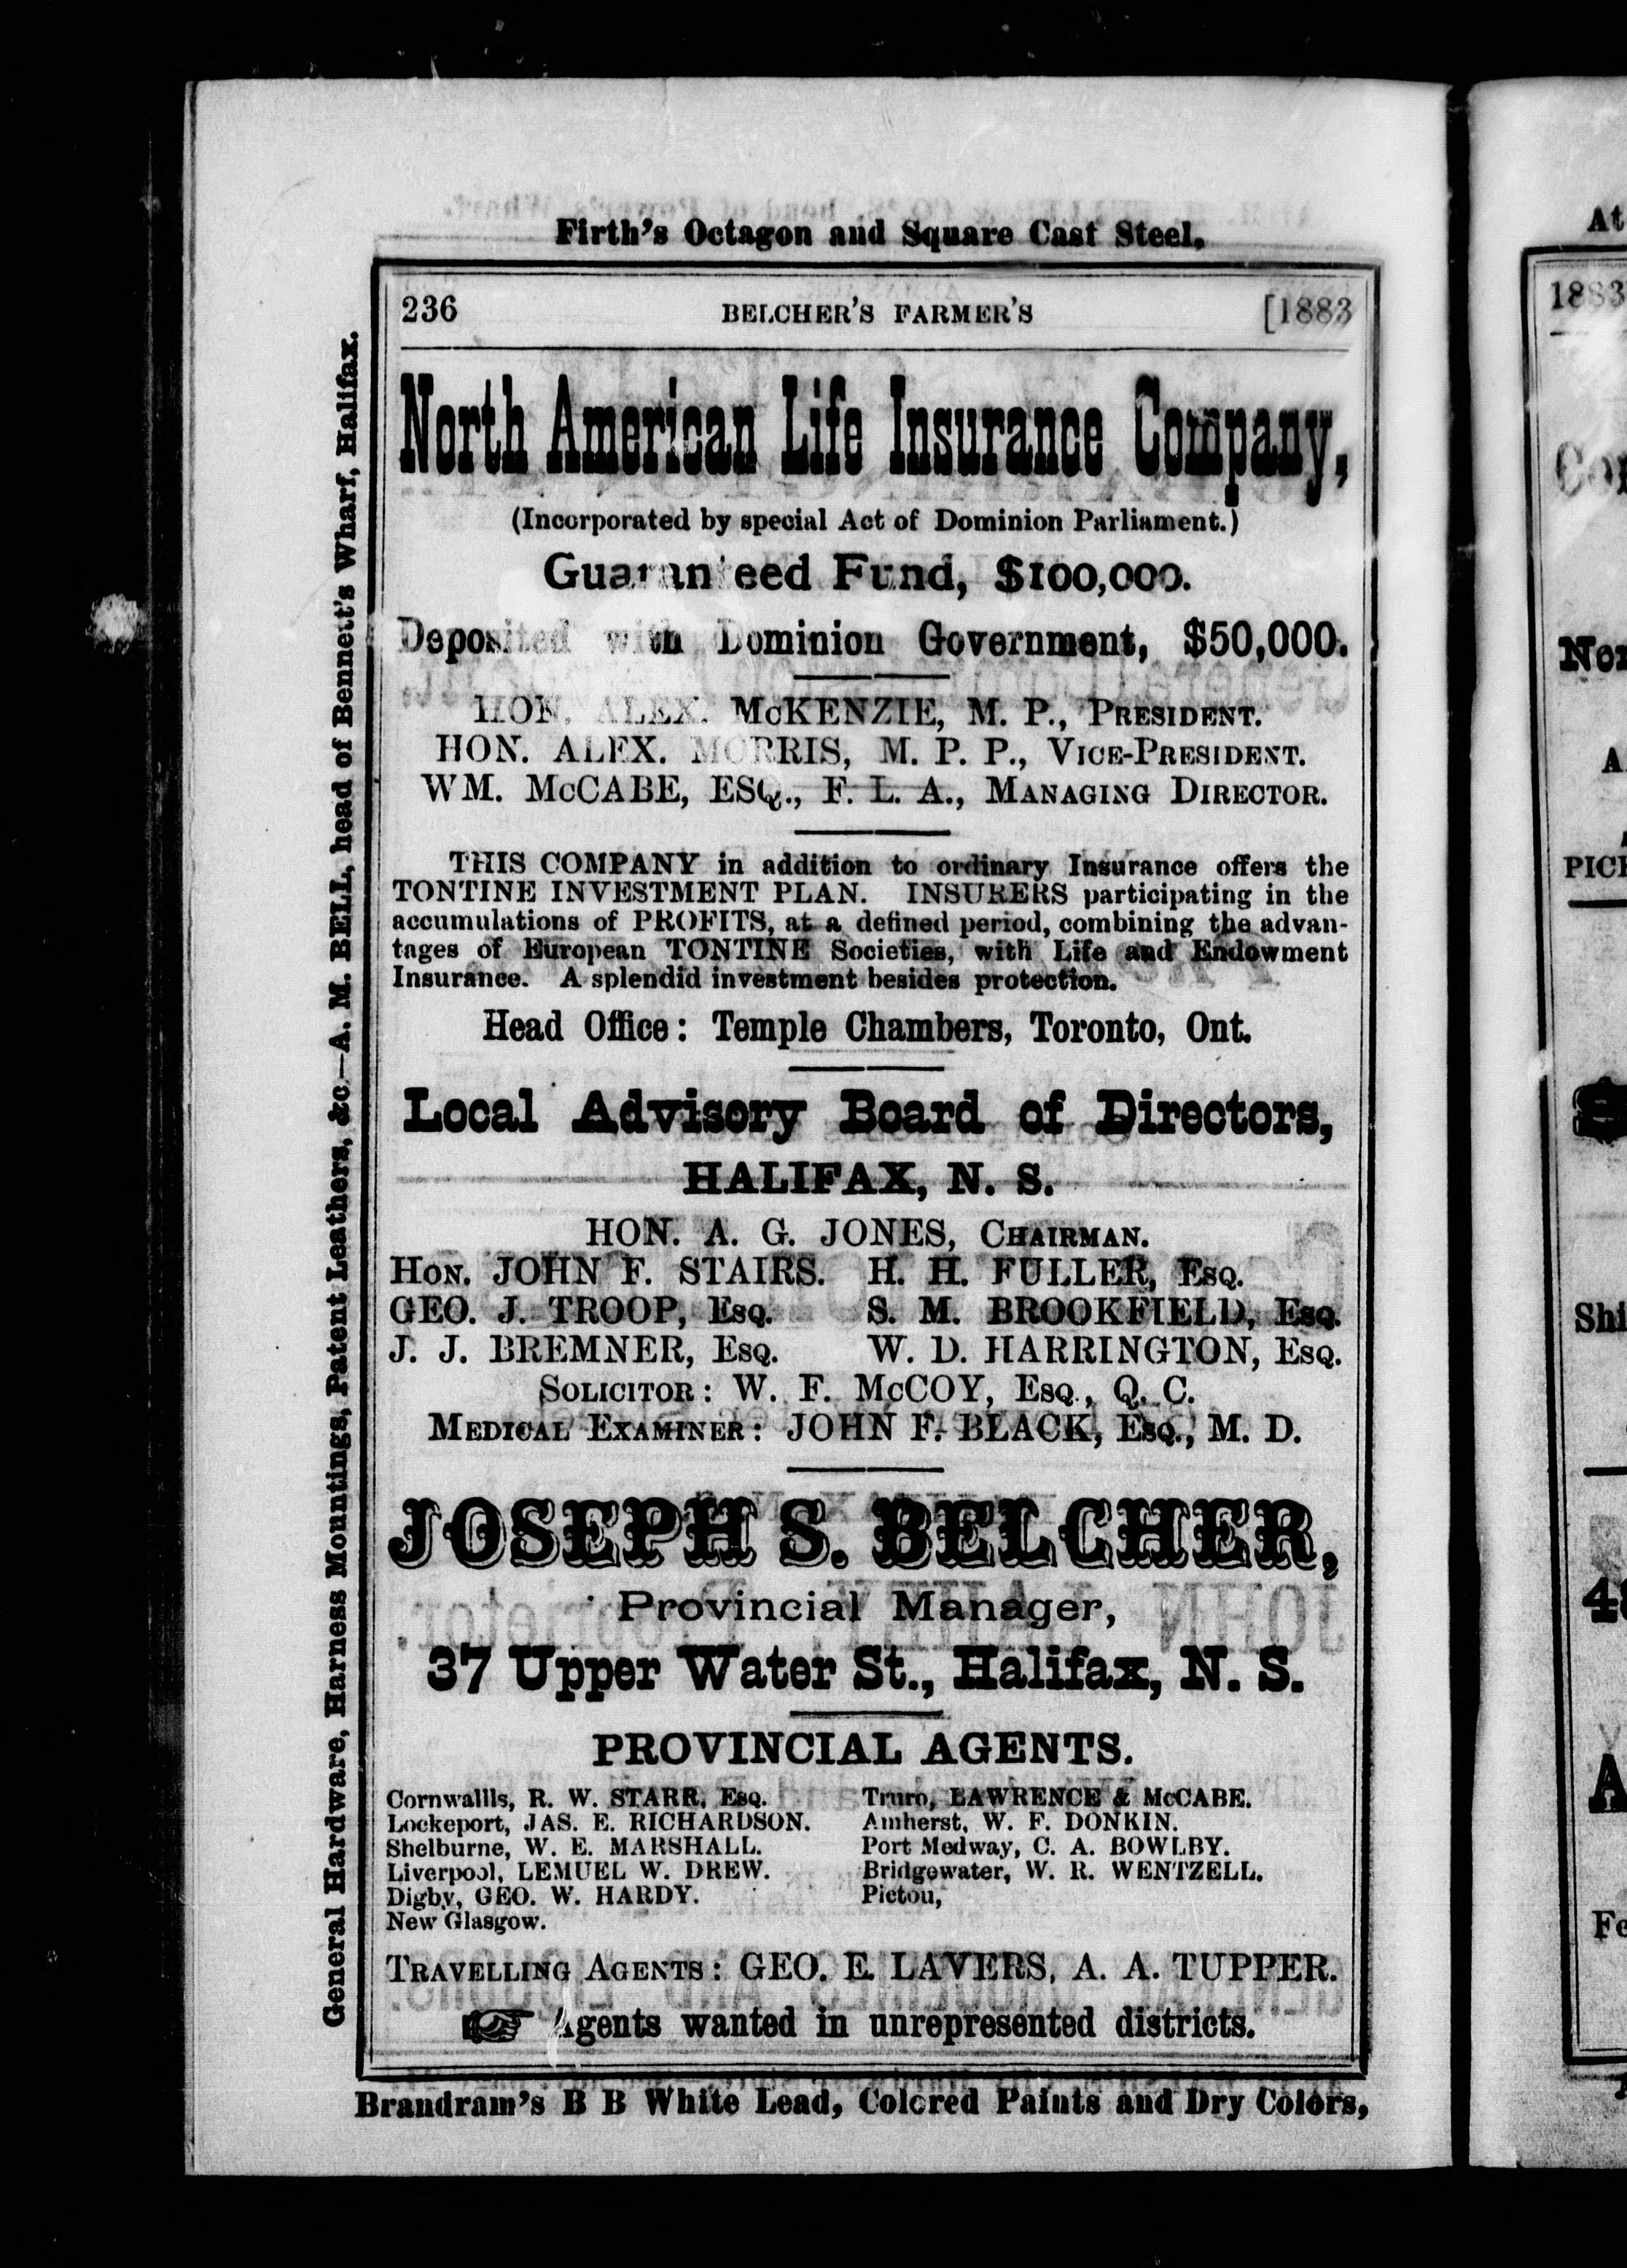 Firth's Octagon and Square Cast Steel,
236 BELCHER'S FARMER'S [1883
North American Life Insurance Company,
(Incorporated by special Act of Dominion Parliament.)
Guaranteed Fund, $100,000.
Deposited with Dominion Government, $50,000.
HON. ALEX. McKENZIE, M. P., PRESIDENT.
HON. ALEX. MORRIS, M. P. P., VICE-PRESIDENT.
WM. McCABE, ESQ., F. L. A., MANAGING DIRECTOR.
THIS COMPANY in addition to ordinary Insurance offers the
TONTINE INVESTMENT PLAN. INSURERS participating in the
accumulations of PROFITS, at a defined period, combining the advan-
tages of European TONTINE Societies, with Life and Endowment
Insurance. A splendid investment besides protection.
Head Office: Temple Chambers, Toronto, Ont.
Local Advisory Board of Directors,
HALIFAX, N. S.
HON. A. G. JONES, CHAIRMAN.
HON. JOHN F. STAIRS. H. H. FULLER, ESQ.
GEO. J. TROOP, ESQ. S. M. BROOKFIELD, ESQ.
J. J. BREMNER, ESQ. W. D. HARRINGTON, ESQ.
SOLICITOR: W. F. McCOY, ESQ., Q. C.
MEDICAL EXAMINER: JOHN F. BLACK, ESQ., M. D.
JOSEPH S. BELCHER,
Provincial Manager,
37 Upper Water St., Halifax, N. S.
PROVINCIAL AGENTS.
Cornwallls, R. W. STARR, ESQ. Truro, LAWRENCE & McCABE.
Lockeport, JAS. E. RICHARDSON. Amherst, W. F. DONKIN.
Shelburne, W. E. MARSHALL. Port Medway, C. A. BOWLBY.
Liverpool, LEMUEL W. DREW. Bridgewater, W. R. WENTZELL.
Digby, GEO. W. HARDY. Pictou,
New Glasgow.
TRAVELLING AGENTS: GEO. E. LAVERS, A. A. TUPPER.
☞ Agents wanted in unrepresented districts.
Brandram's B B White Lead, Colored Paints and Dry Colors,
General Hardware, Harness Mountings, Patent Leathers, &c.—A. M. BELL, head of Bennett's Wharf, Halifax.
At
1883
Shi